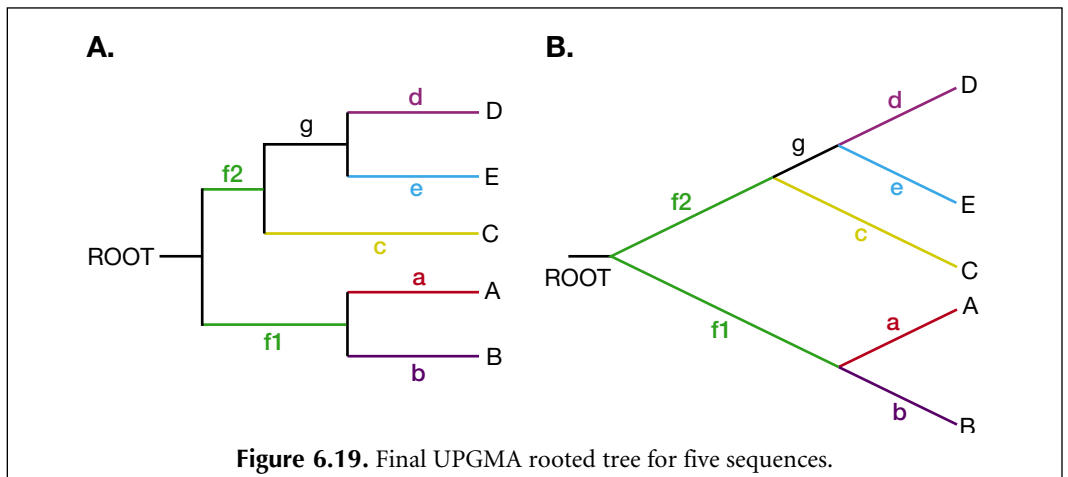 A.
d
D
g
f2
e
E
c
C
ROOT
a
A
f1
b
B
B.
D
d
g
e
E
f2
c
C
ROOT
A
a
f1
b
B
Figure 6.19. Final UPGMA rooted tree for five sequences.